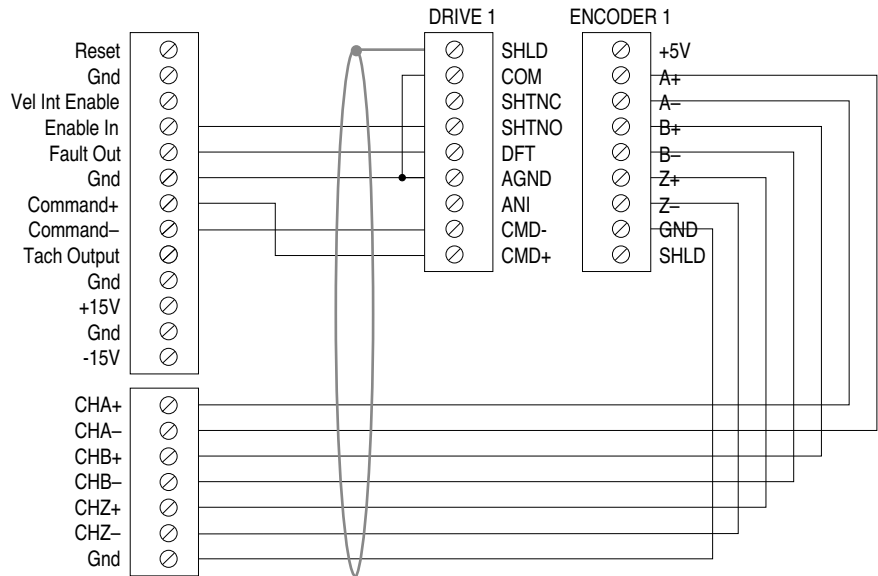 DRIVE 1
ENCODER 1
Reset
Gnd
Vel Int Enable
Enable In
Fault Out
Gnd
Command+
Command–
Tach Output
Gnd
+15V
Gnd
-15V
SHLD
COM
SHTNC
SHTNO
DFT
AGND
ANI
CMD-
CMD+
+5V
A+
A–
B+
B–
Z+
Z–
GND
SHLD
CHA+
CHA–
CHB+
CHB–
CHZ+
CHZ–
Gnd